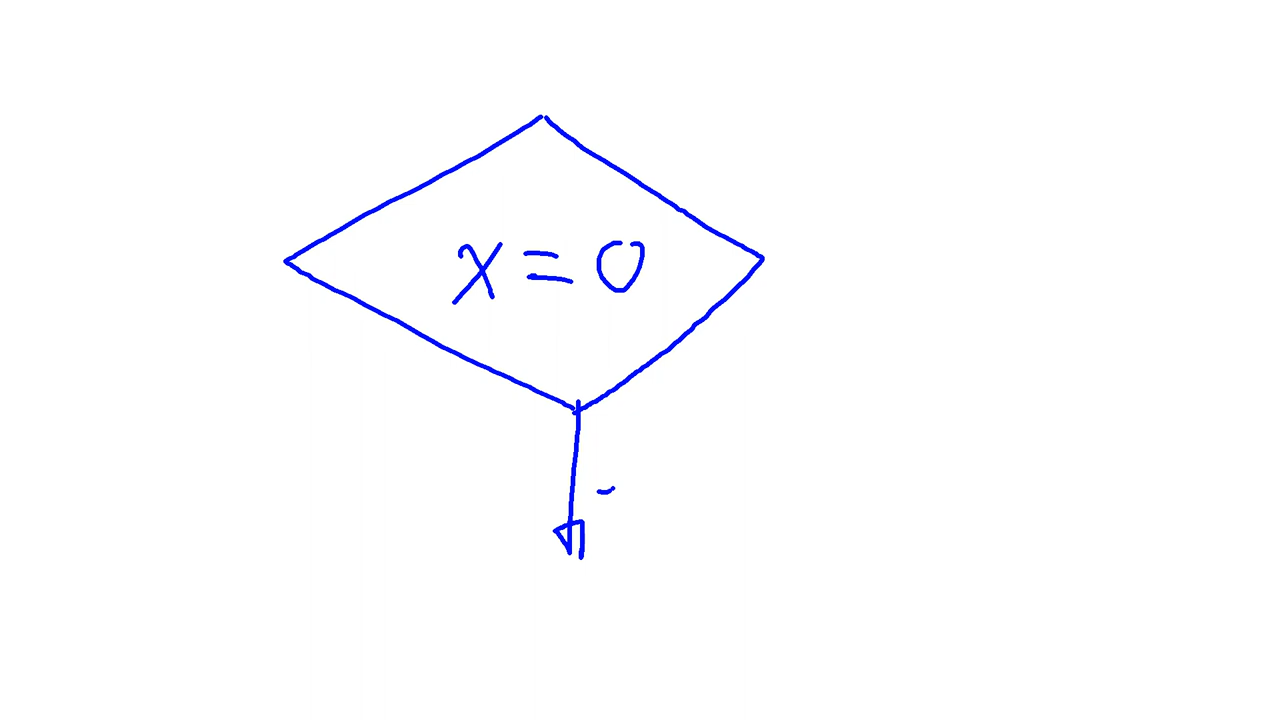 x = 0